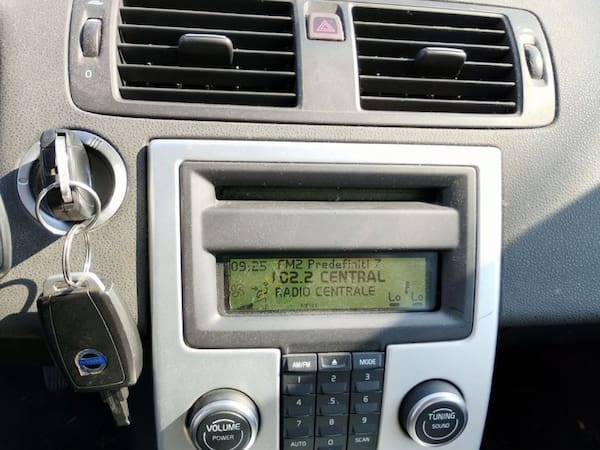 0
09:25 FM2 Predefiniti 7
102.2 CENTRAL
RADIO CENTRALE
Lo Lo
AM/FM MODE
1 2 3
4 5 6
7 8 9
AUTO 0 SCAN
VOLUME
POWER
TUNING
SOUND